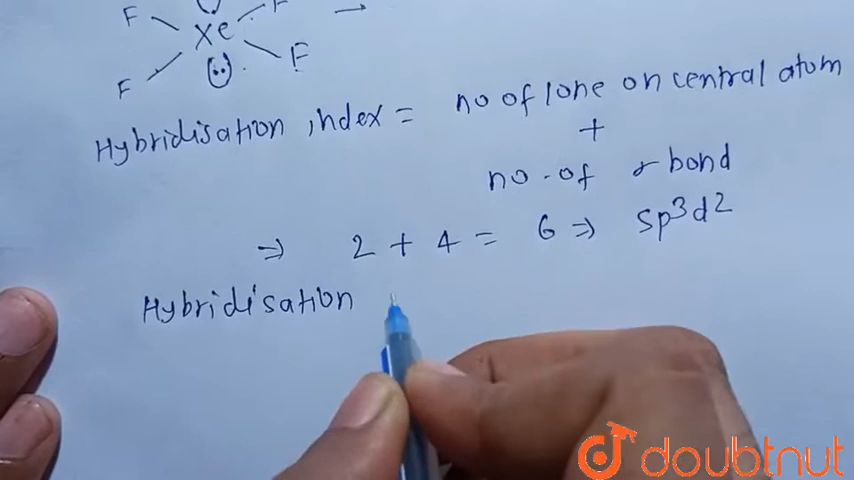 F F →
Xe
F F
Hybridisation index = no of lone on central atom
+
no. of σ bond
⇒ 2 + 4 = 6 ⇒ sp³d²
Hybridisation
doubtnut